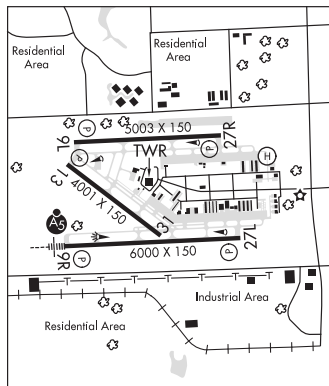 Residential
Area
Residential
Area
5003 X 150
9L
27R
P
P
P
TWR
H
13
4001 X 150
31
A5
9R
6000 X 150
27L
P
P
Industrial Area
Residential Area